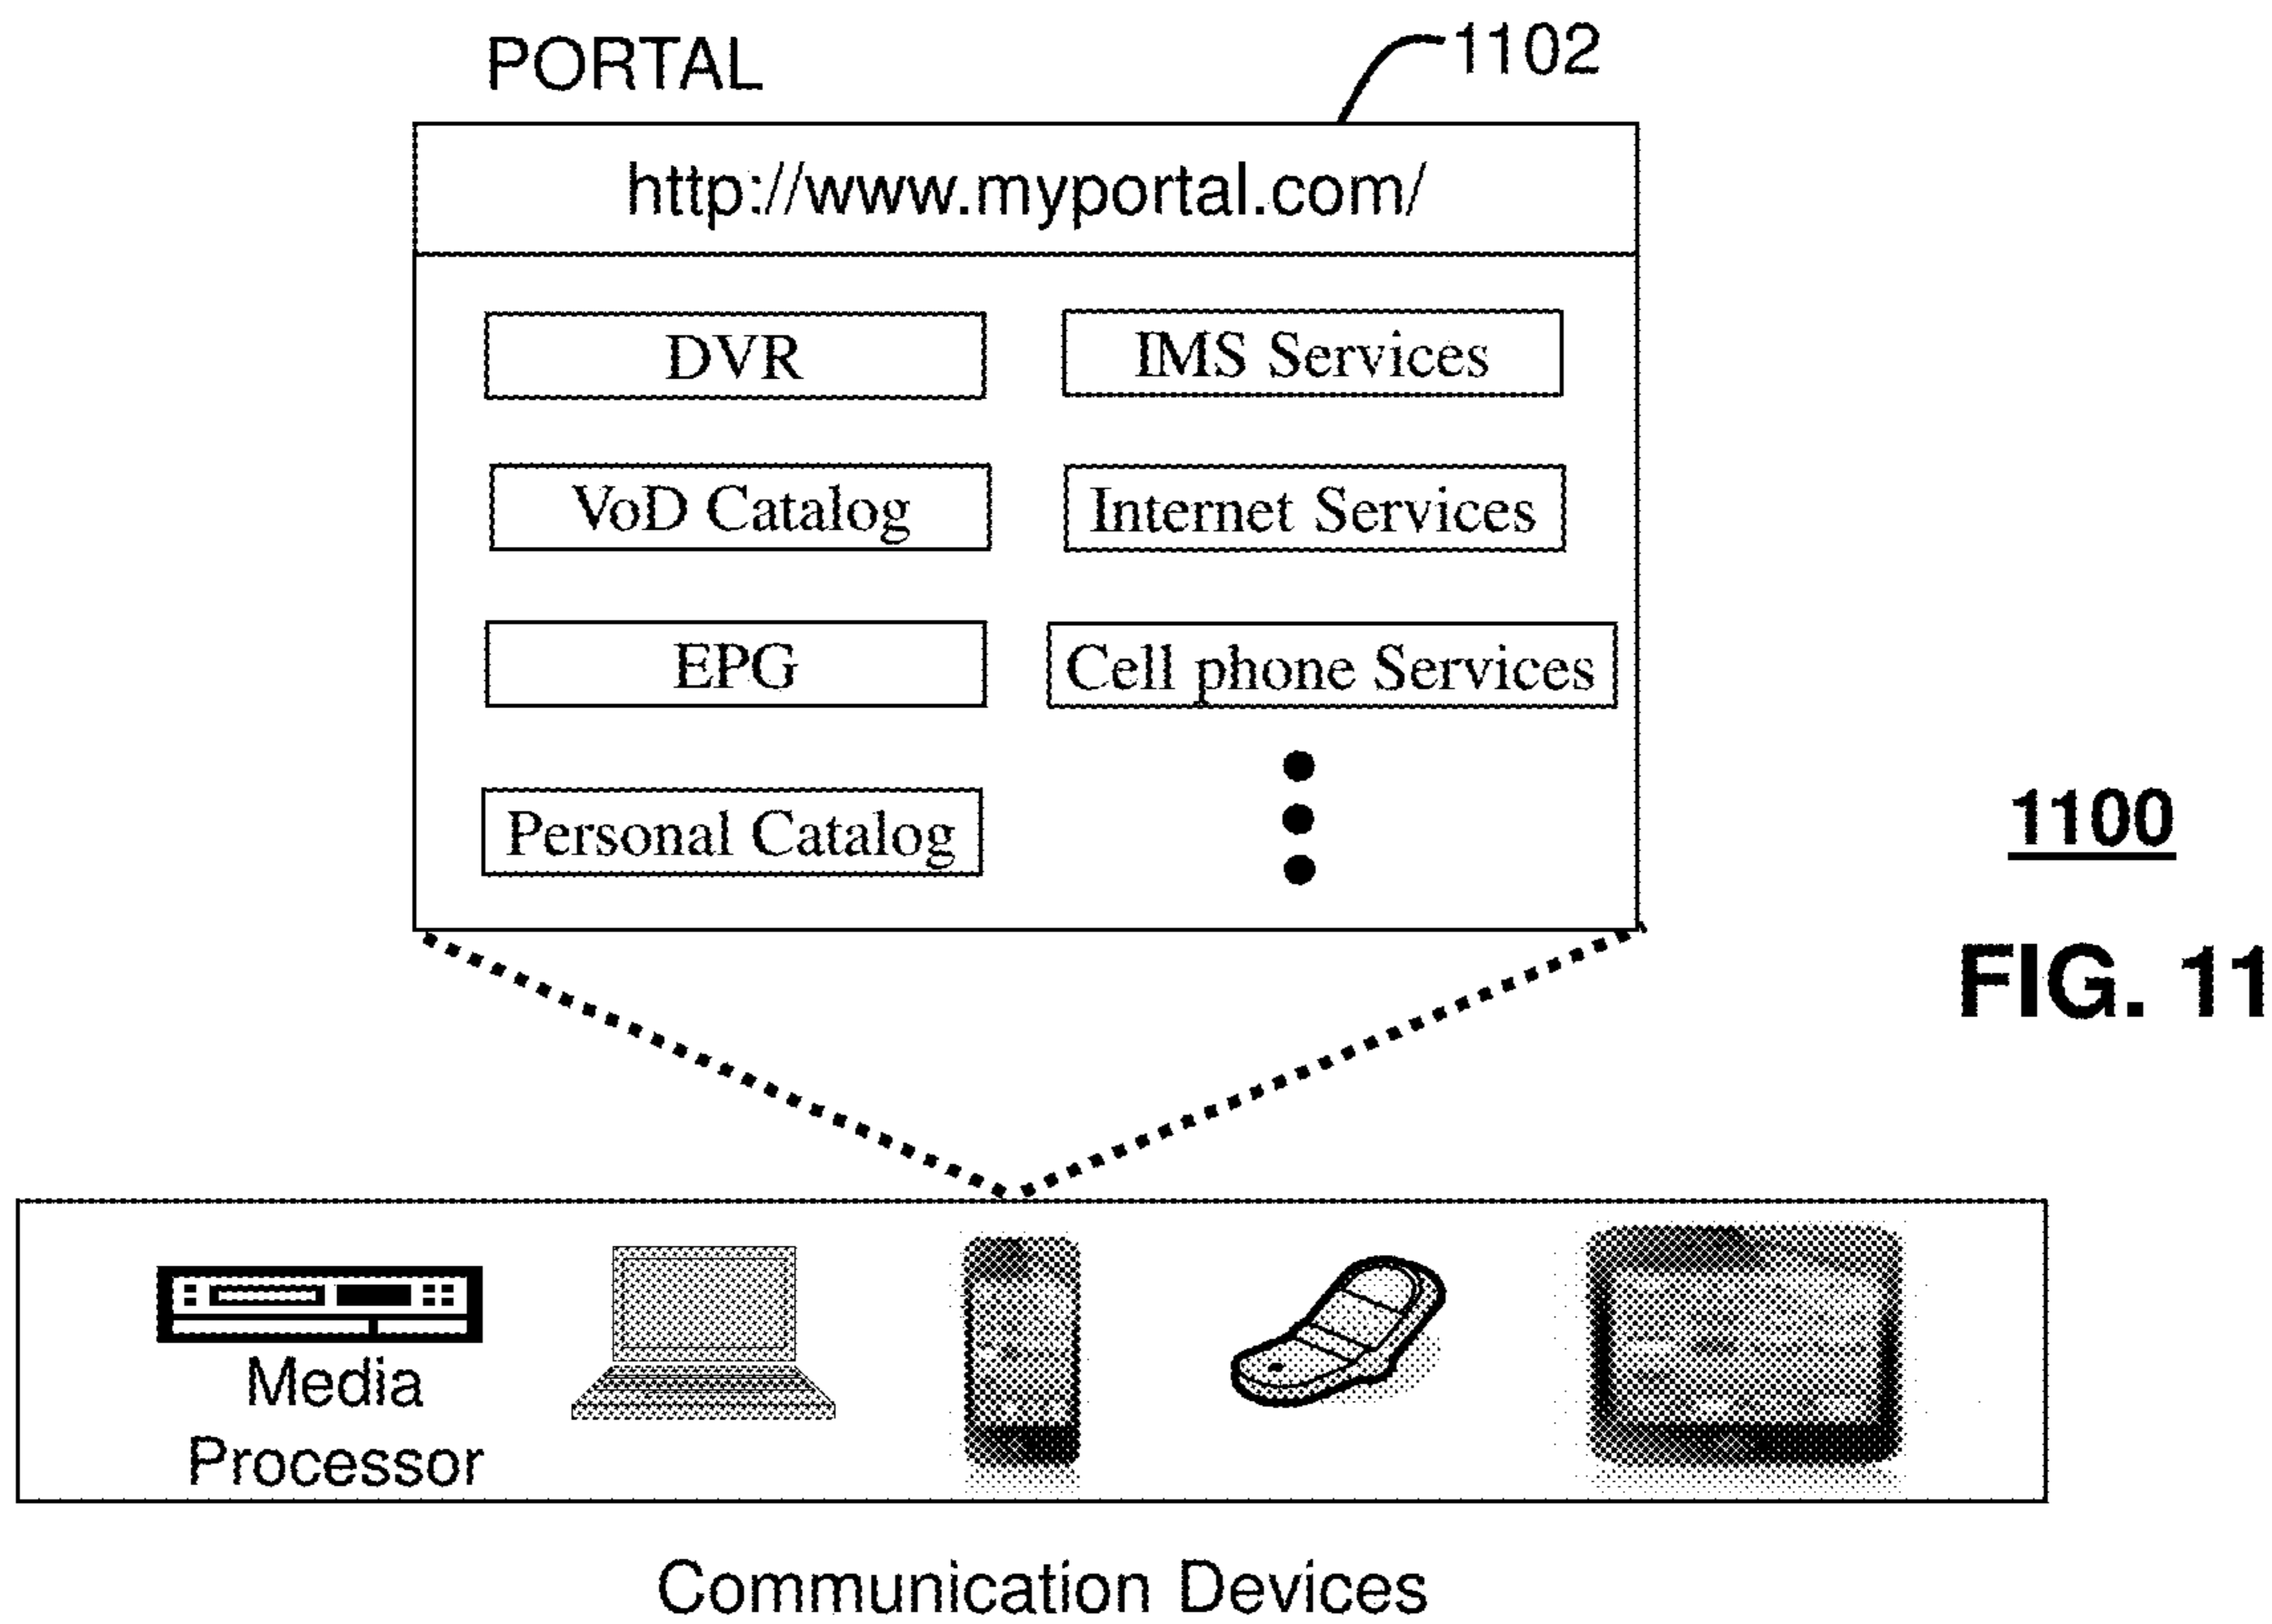 PORTAL
1102
http://www.myportal.com/
DVR
IMS Services
VoD Catalog
Internet Services
EPG
Cell phone Services
Personal Catalog
1100
FIG. 11
Media
Processor
Communication Devices